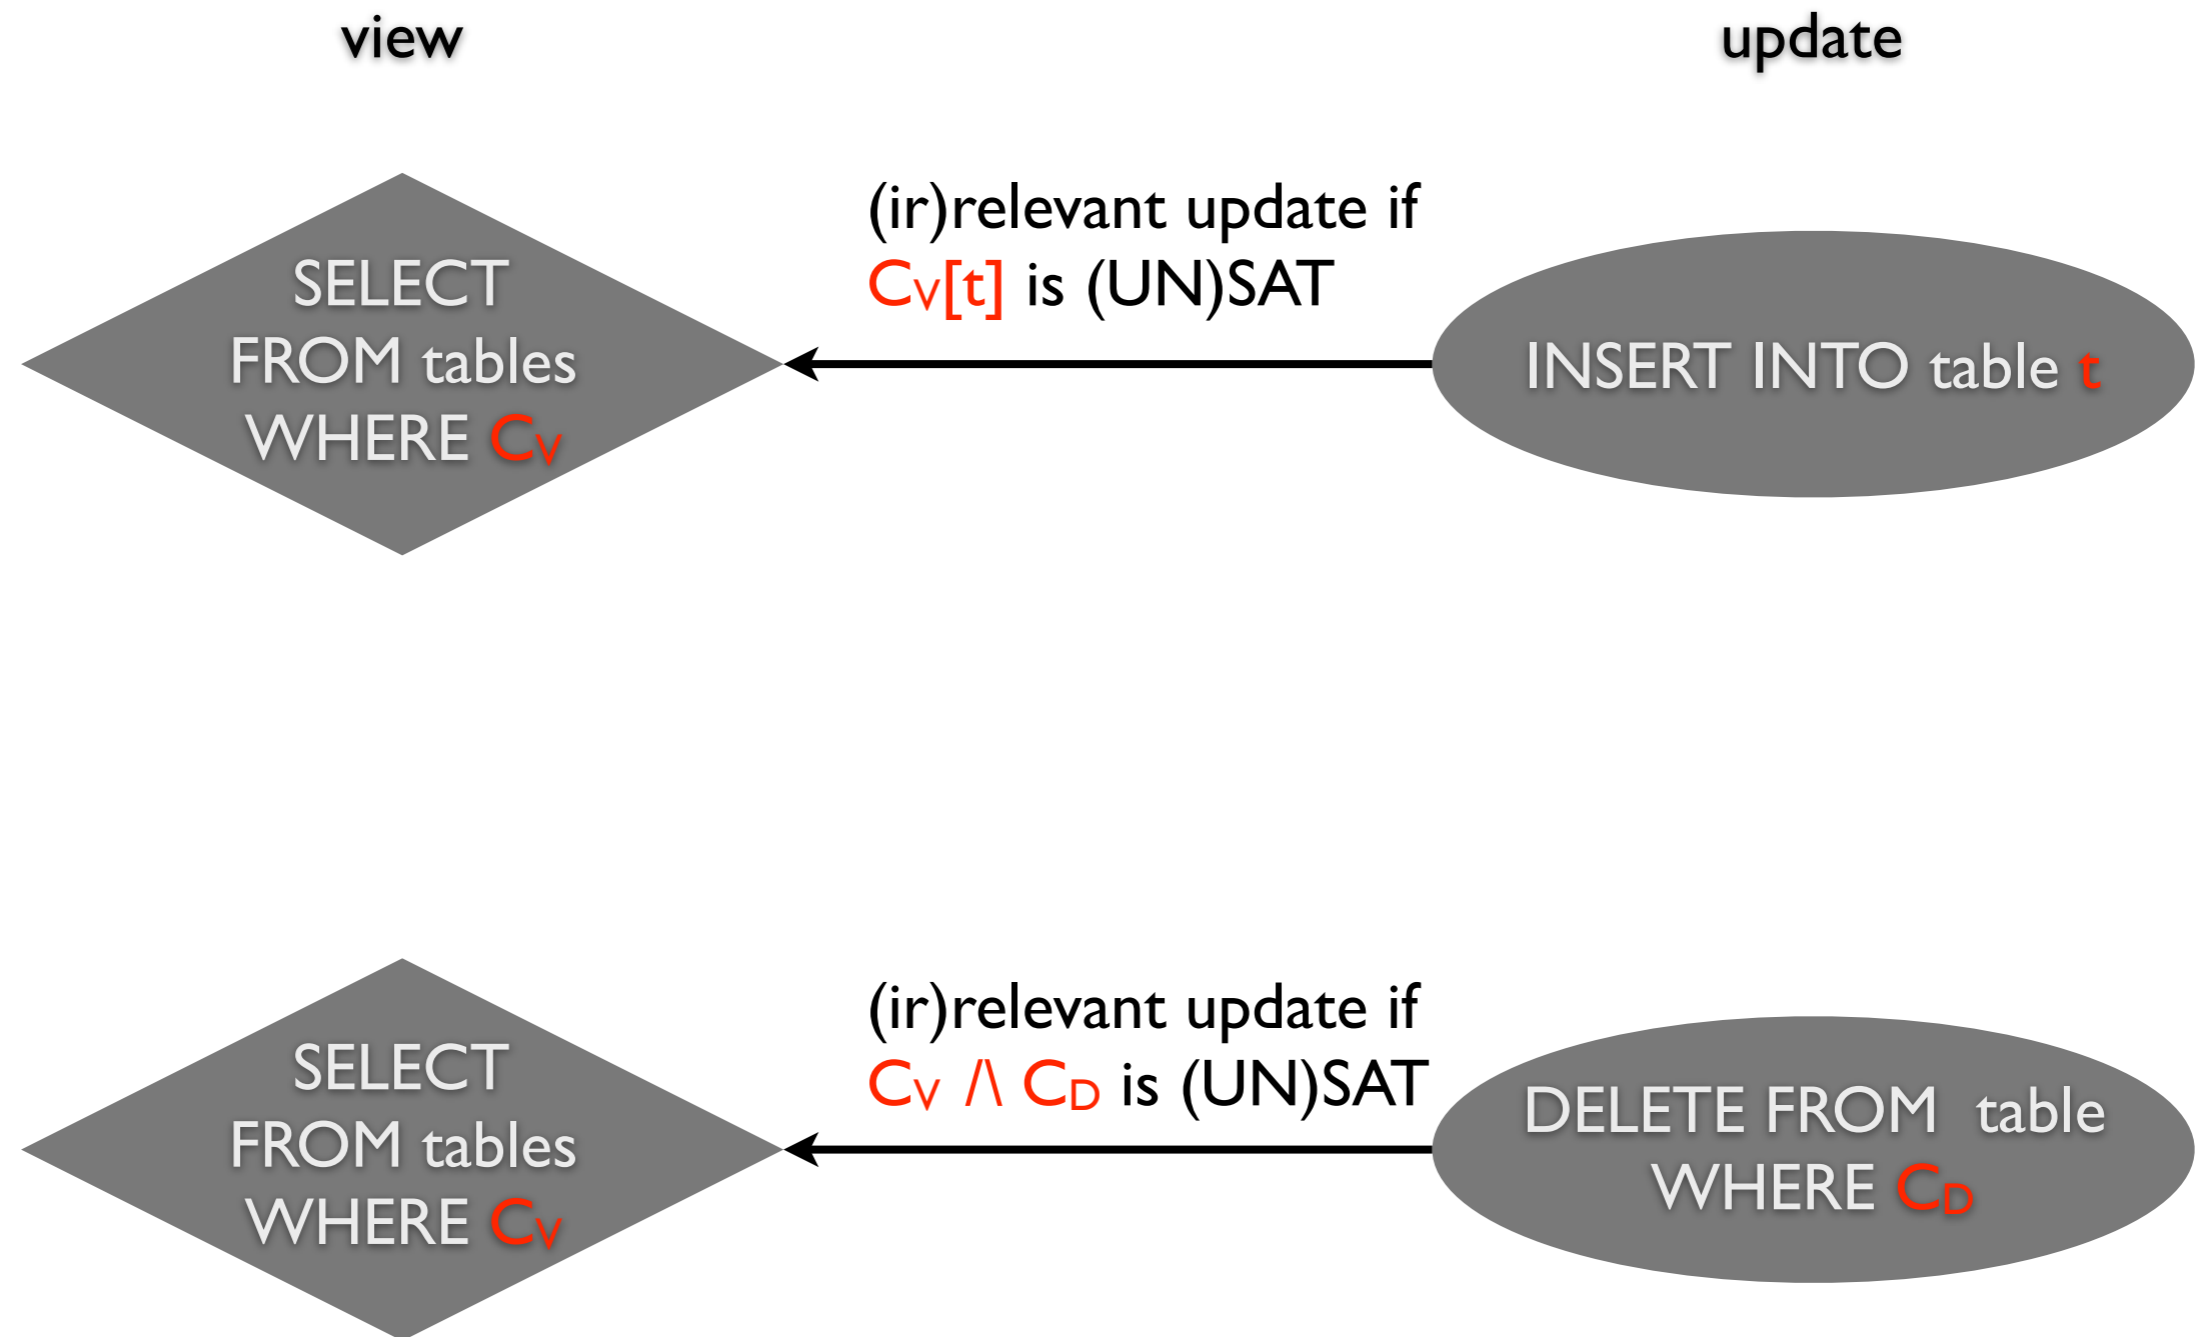 view
update
SELECT
FROM tables
WHERE CV
(ir)relevant update if
CV[t] is (UN)SAT
INSERT INTO table t
SELECT
FROM tables
WHERE CV
(ir)relevant update if
CV /\ CD is (UN)SAT
DELETE FROM table
WHERE CD